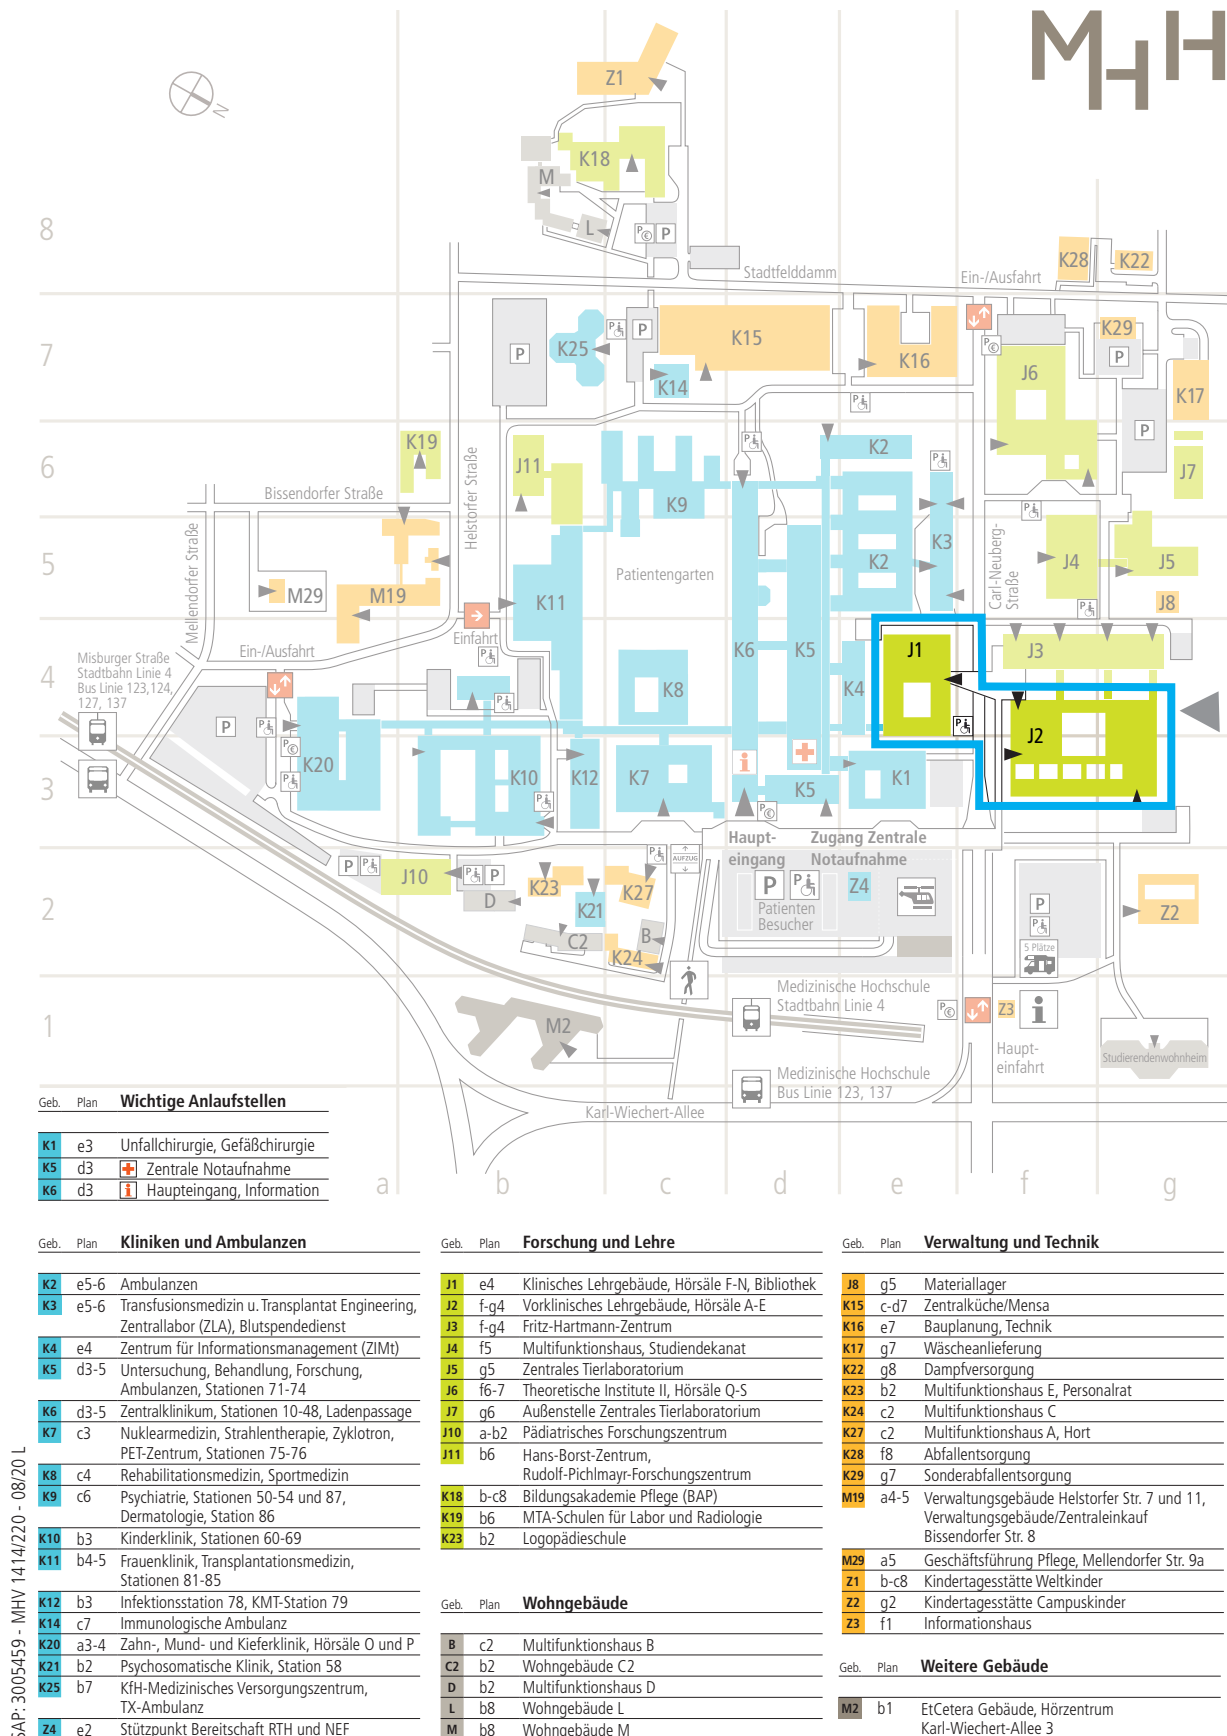 MHH
N
Z1
K18
M
L
P
8
Stadtfelddamm
Ein-/Ausfahrt
K28
K22
7
P
K25
P
K14
K15
K16
J6
K29
P
K17
P
6
K19
J11
K9
K2
J7
Bissendorfer Straße
Helstorfer Straße
Mellendorfer Straße
5
M29
M19
K11
Patientengarten
K2
K3
Carl-Neuberg-
Straße
J4
J5
J8
4
Misburger Straße
Stadtbahn Linie 4
Bus Linie 123,124,
127, 137
Ein-/Ausfahrt
Einfahrt
K8
K6
K5
K4
J1
J3
J2
P
3
K20
K10
K12
K7
K5
K1
Haupt-
eingang
Zugang Zentrale
Notaufnahme
AUFZUG
2
P
J10
P
D
K23
K21
K27
C2
B
K24
P
Patienten
Besucher
Z4
P
5 Plätze
Z2
1
M2
Medizinische Hochschule
Stadtbahn Linie 4
Z3
Haupt-
einfahrt
Studierendenwohnheim
Medizinische Hochschule
Bus Linie 123, 137
Karl-Wiechert-Allee
a b c d e f g
Geb. Plan Wichtige Anlaufstellen
K1 e3 Unfallchirurgie, Gefäßchirurgie
K5 d3 Zentrale Notaufnahme
K6 d3 Haupteingang, Information
Geb. Plan Kliniken und Ambulanzen
K2 e5-6 Ambulanzen
K3 e5-6 Transfusionsmedizin u. Transplantat Engineering,
Zentrallabor (ZLA), Blutspendedienst
K4 e4 Zentrum für Informationsmanagement (ZIMt)
K5 d3-5 Untersuchung, Behandlung, Forschung,
Ambulanzen, Stationen 71-74
K6 d3-5 Zentralklinikum, Stationen 10-48, Ladenpassage
K7 c3 Nuklearmedizin, Strahlentherapie, Zyklotron,
PET-Zentrum, Stationen 75-76
K8 c4 Rehabilitationsmedizin, Sportmedizin
K9 c6 Psychiatrie, Stationen 50-54 und 87,
Dermatologie, Station 86
K10 b3 Kinderklinik, Stationen 60-69
K11 b4-5 Frauenklinik, Transplantationsmedizin,
Stationen 81-85
K12 b3 Infektionsstation 78, KMT-Station 79
K14 c7 Immunologische Ambulanz
K20 a3-4 Zahn-, Mund- und Kieferklinik, Hörsäle O und P
K21 b2 Psychosomatische Klinik, Station 58
K25 b7 KfH-Medizinisches Versorgungszentrum,
TX-Ambulanz
Z4 e2 Stützpunkt Bereitschaft RTH und NEF
Geb. Plan Forschung und Lehre
J1 e4 Klinisches Lehrgebäude, Hörsäle F-N, Bibliothek
J2 f-g4 Vorklinisches Lehrgebäude, Hörsäle A-E
J3 f-g4 Fritz-Hartmann-Zentrum
J4 f5 Multifunktionshaus, Studiendekanat
J5 g5 Zentrales Tierlaboratorium
J6 f6-7 Theoretische Institute II, Hörsäle Q-S
J7 g6 Außenstelle Zentrales Tierlaboratorium
J10 a-b2 Pädiatrisches Forschungszentrum
J11 b6 Hans-Borst-Zentrum,
Rudolf-Pichlmayr-Forschungszentrum
K18 b-c8 Bildungsakademie Pflege (BAP)
K19 b6 MTA-Schulen für Labor und Radiologie
K23 b2 Logopädieschule
Geb. Plan Wohngebäude
B c2 Multifunktionshaus B
C2 b2 Wohngebäude C2
D b2 Multifunktionshaus D
L b8 Wohngebäude L
M b8 Wohngebäude M
Geb. Plan Verwaltung und Technik
J8 g5 Materiallager
K15 c-d7 Zentralküche/Mensa
K16 e7 Bauplanung, Technik
K17 g7 Wäscheanlieferung
K22 g8 Dampfversorgung
K23 b2 Multifunktionshaus E, Personalrat
K24 c2 Multifunktionshaus C
K27 c2 Multifunktionshaus A, Hort
K28 f8 Abfallentsorgung
K29 g7 Sonderabfallentsorgung
M19 a4-5 Verwaltungsgebäude Helstorfer Str. 7 und 11,
Verwaltungsgebäude/Zentraleinkauf
Bissendorfer Str. 8
M29 a5 Geschäftsführung Pflege, Mellendorfer Str. 9a
Z1 b-c8 Kindertagesstätte Weltkinder
Z2 g2 Kindertagesstätte Campuskinder
Z3 f1 Informationshaus
Geb. Plan Weitere Gebäude
M2 b1 EtCetera Gebäude, Hörzentrum
Karl-Wiechert-Allee 3
SAP: 3005459 - MHV 1414/220 - 08/20 L